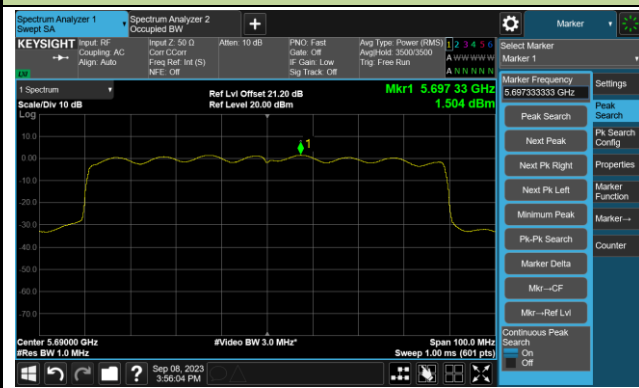 Spectrum Analyzer 1
Swept SA
Spectrum Analyzer 2
Occupied BW
+
Marker
KEYSIGHT
Input: RF
Coupling: AC
Align: Auto
Input Z: 50 Ω
Corr CCorr
Freq Ref: Int (S)
NFE: Off
Atten: 10 dB
PNO: Fast
Gate: Off
IF Gain: Low
Sig Track: Off
Avg Type: Power (RMS)
Avg|Hold: 3500/3500
Trig: Free Run
1 2 3 4 5 6
A W W W W W
A N N N N N
Select Marker
Marker 1
1 Spectrum
Scale/Div 10 dB
Log
Ref Lvl Offset 21.20 dB
Ref Level 20.00 dBm
Mkr1 5.697 33 GHz
1.504 dBm
10.0
0.00
-10.0
-20.0
-30.0
-40.0
-50.0
-60.0
-70.0
1
Center 5.69000 GHz
#Res BW 1.0 MHz
#Video BW 3.0 MHz*
Span 100.0 MHz
Sweep 1.00 ms (601 pts)
Marker Frequency
5.697333333 GHz
Peak Search
Next Peak
Next Pk Right
Next Pk Left
Minimum Peak
Pk-Pk Search
Marker Delta
Mkr→CF
Mkr→Ref Lvl
Continuous Peak
Search
On
Off
Settings
Peak
Search
Pk Search
Config
Properties
Marker
Function
Marker→
Counter
?
Sep 08, 2023
3:56:04 PM